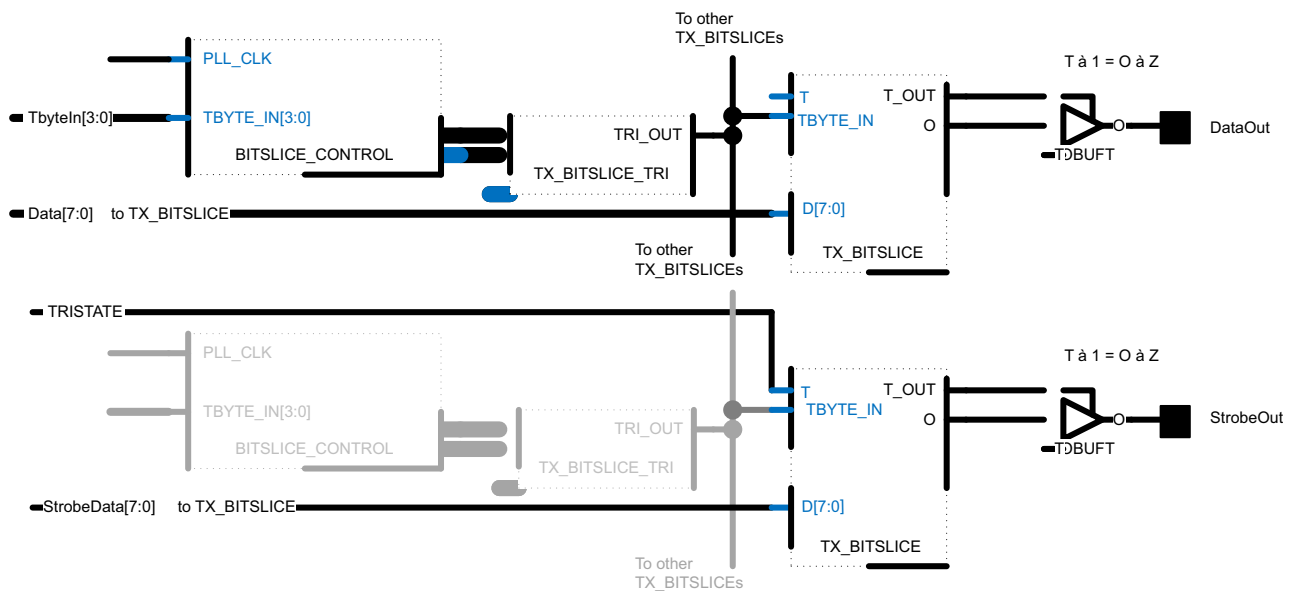 To other
TX_BITSLICEs
PLL_CLK
T à 1 = O à Z
T
T_OUT
TbyteIn[3:0]
TBYTE_IN[3:0]
TBYTE_IN
O
O
DataOut
TRI_OUT
BITSLICE_CONTROL
TX_BITSLICE_TRI
OBUFT
Data[7:0] to TX_BITSLICE
D[7:0]
To other
TX_BITSLICEs
TX_BITSLICE
TRISTATE
PLL_CLK
T à 1 = O à Z
T
T_OUT
TBYTE_IN[3:0]
TBYTE_IN
O
O
StrobeOut
TRI_OUT
BITSLICE_CONTROL
TX_BITSLICE_TRI
OBUFT
StrobeData[7:0] to TX_BITSLICE
D[7:0]
TX_BITSLICE
To other
TX_BITSLICEs